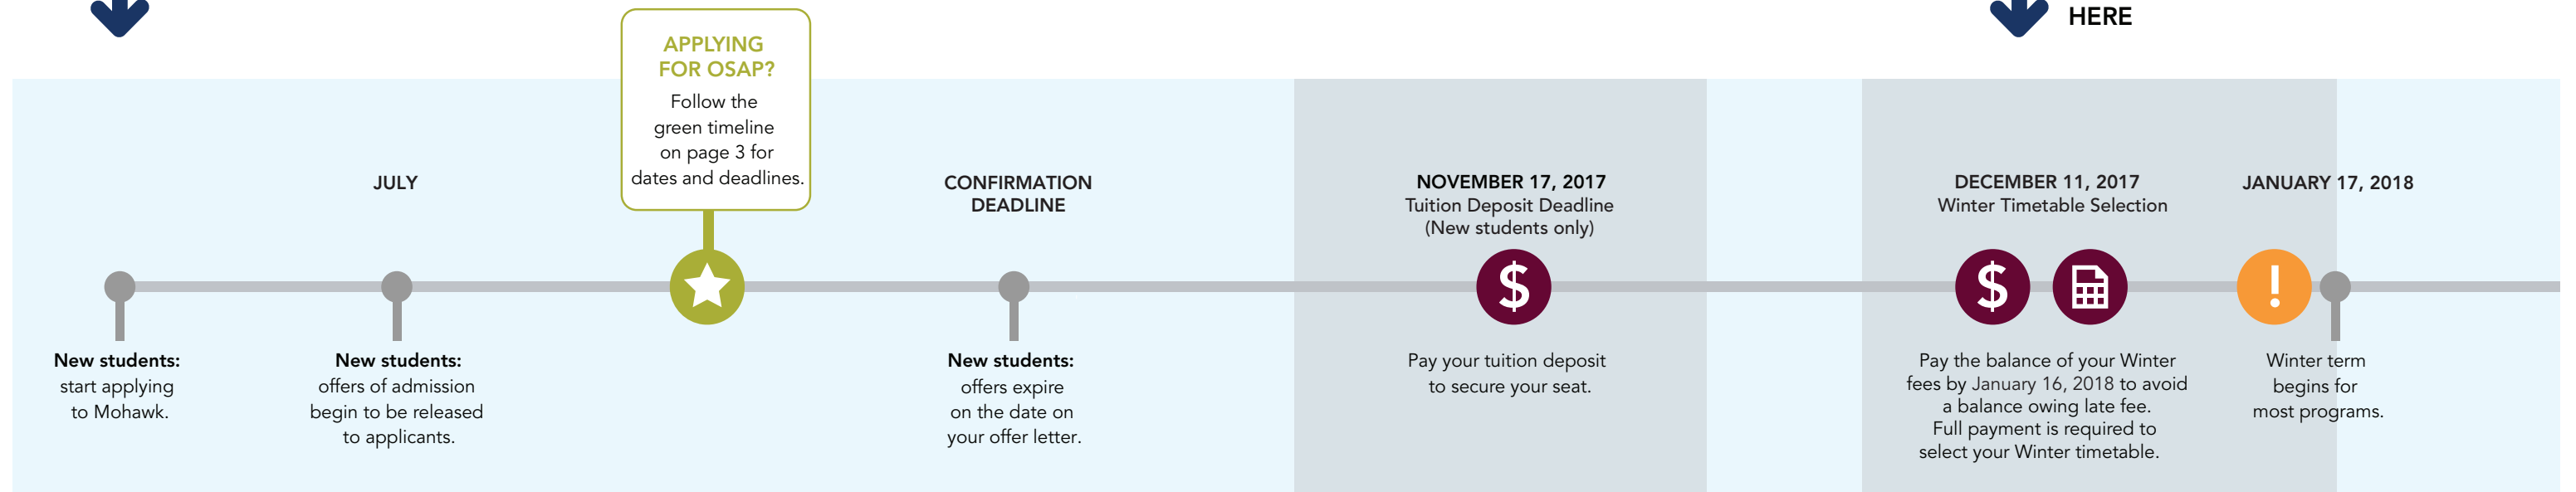 HERE
APPLYING
FOR OSAP?
Follow the
green timeline
on page 3 for
dates and deadlines.
New students:
start applying
to Mohawk.
JULY
New students:
offers of admission
begin to be released
to applicants.
CONFIRMATION
DEADLINE
New students:
offers expire
on the date on
your offer letter.
NOVEMBER 17, 2017
Tuition Deposit Deadline
(New students only)
$
Pay your tuition deposit
to secure your seat.
DECEMBER 11, 2017
Winter Timetable Selection
$
Pay the balance of your Winter
fees by January 16, 2018 to avoid
a balance owing late fee.
Full payment is required to
select your Winter timetable.
JANUARY 17, 2018
!
Winter term
begins for
most programs.